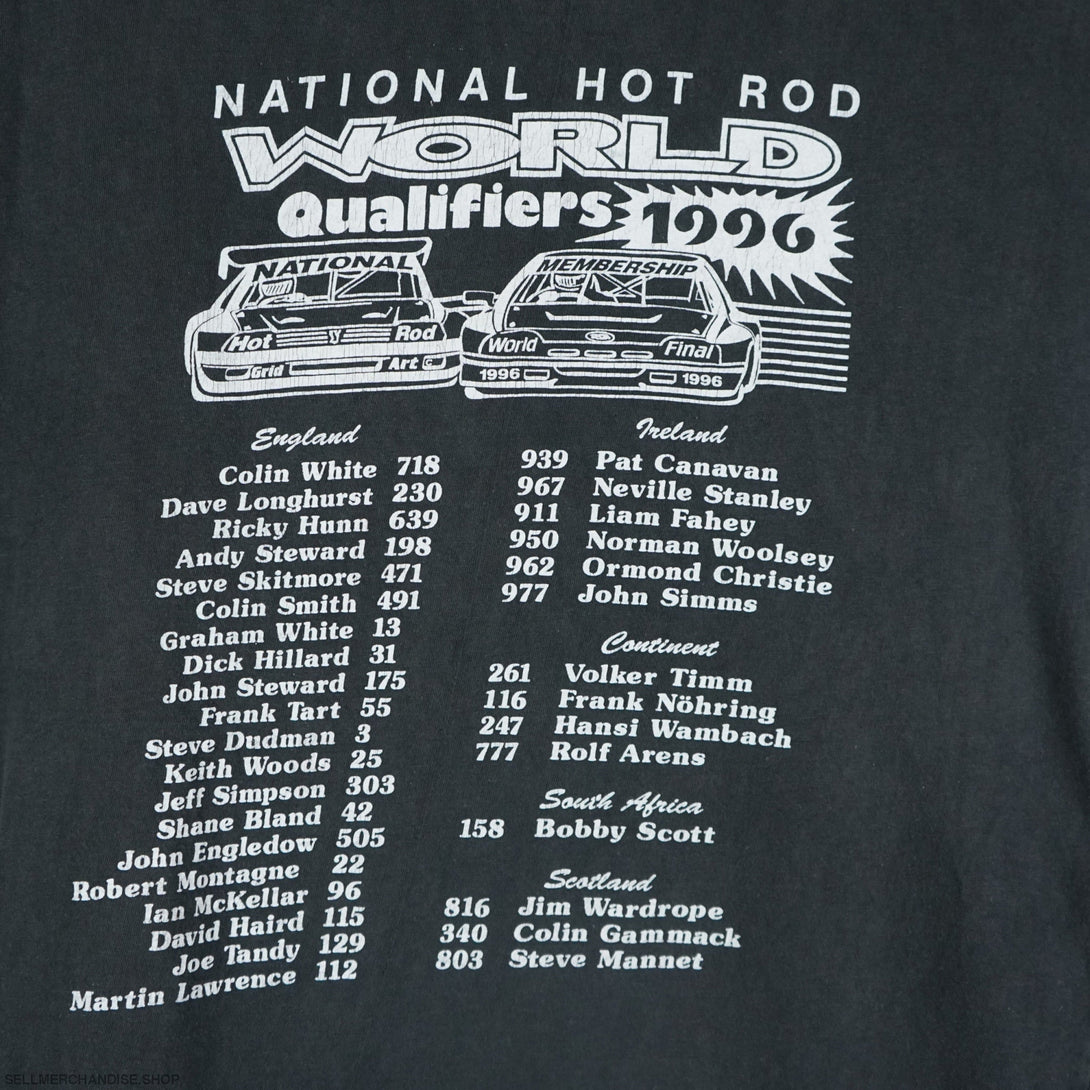 NATIONAL HOT ROD
WORLD
Qualifiers 1996
NATIONAL
MEMBERSHIP
Hot Rod
World Final
Grid Art
1996 1996
England
Colin White 718
Dave Longhurst 230
Ricky Hunn 639
Andy Steward 198
Steve Skitmore 471
Colin Smith 491
Graham White 13
Dick Hillard 31
John Steward 175
Frank Tart 55
Steve Dudman 3
Keith Woods 25
Jeff Simpson 303
Shane Bland 42
John Engledow 505
Robert Montagne 22
Ian McKellar 96
David Haird 115
Joe Tandy 129
Martin Lawrence 112
Ireland
939 Pat Canavan
967 Neville Stanley
911 Liam Fahey
950 Norman Woolsey
962 Ormond Christie
977 John Simms
Continent
261 Volker Timm
116 Frank Nöhring
247 Hansi Wambach
777 Rolf Arens
South Africa
158 Bobby Scott
Scotland
816 Jim Wardrope
340 Colin Gammack
803 Steve Mannet
SELLMERCHANDISE.SHOP